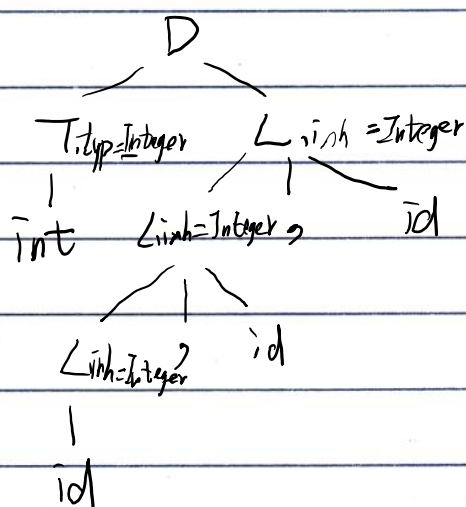 D
T.typ=Integer L.inh =Integer
int L.inh=Integer , id
L.inh=Integer , id
id